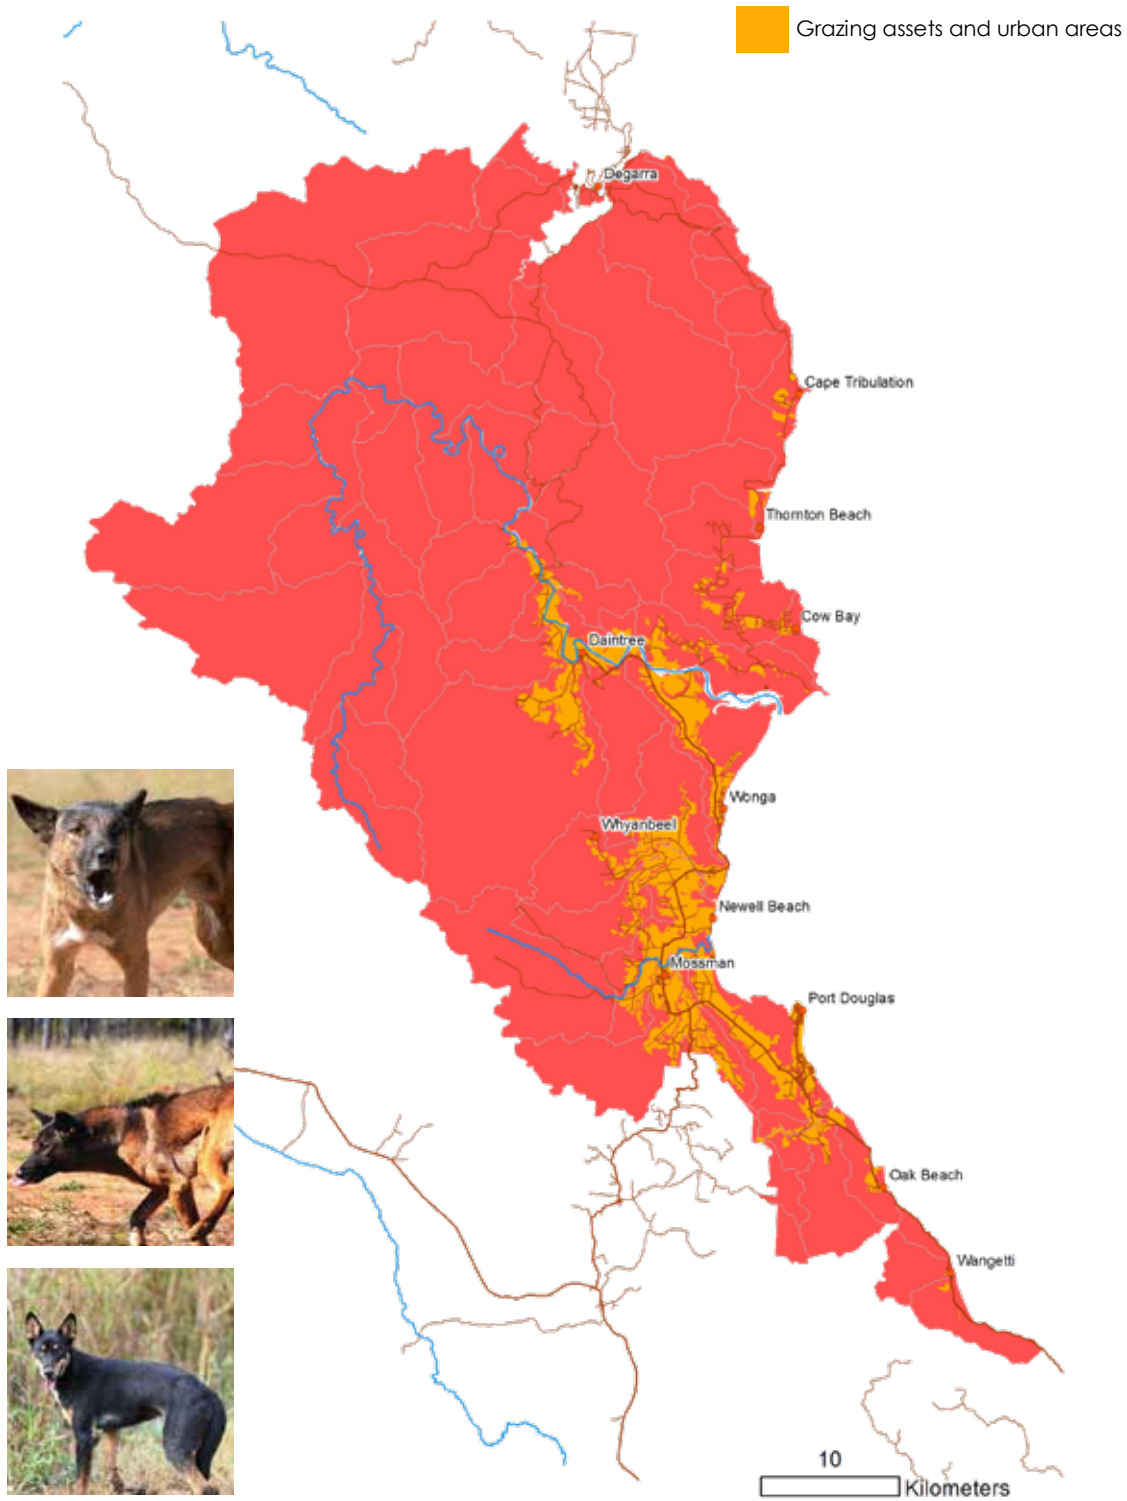 Grazing assets and urban areas
Degarra
Cape Tribulation
Thornton Beach
Cow Bay
Daintree
Wonga
Whyanbeel
Newell Beach
Mossman
Port Douglas
Oak Beach
Wangetti
10
Kilometers